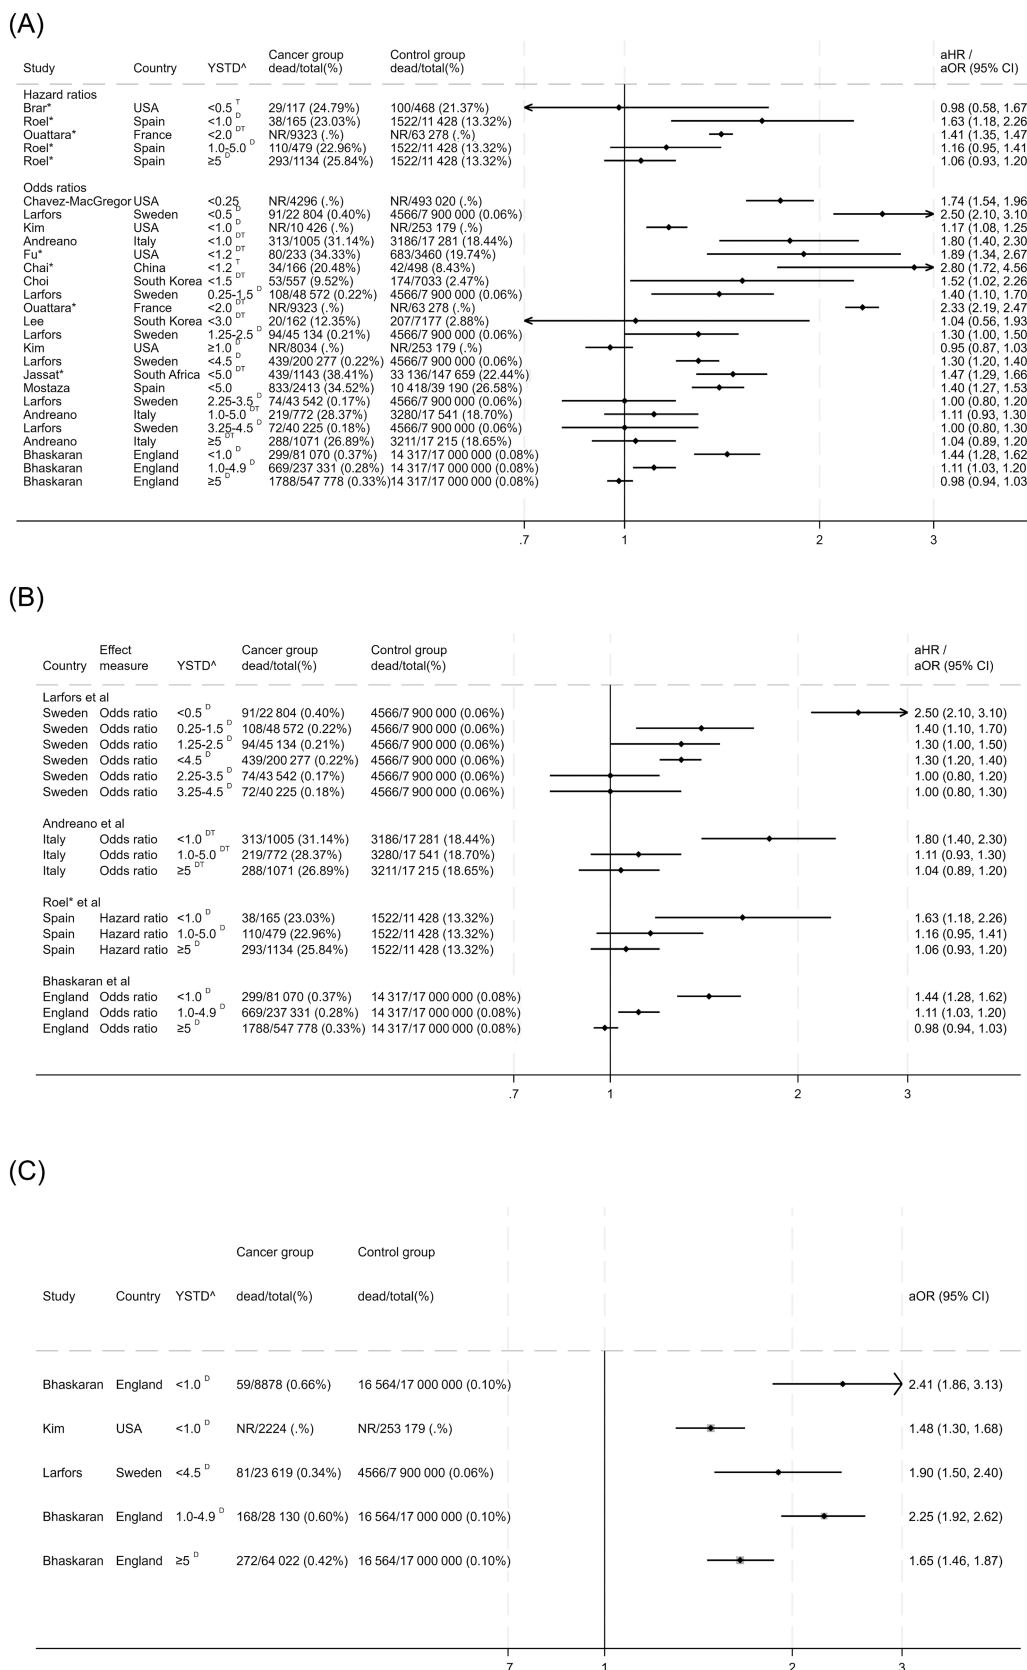 (A)
Cancer group Control group aHR /
Study Country YSTD^ dead/total(%) dead/total(%) aOR (95% CI)
Hazard ratios
Brar* USA <0.5 T 29/117 (24.79%) 100/468 (21.37%) 0.98 (0.58, 1.67
Roel* Spain <1.0 D 38/165 (23.03%) 1522/11 428 (13.32%) 1.63 (1.18, 2.26
Ouattara* France <2.0 DT NR/9323 (.%) NR/63 278 (.%) 1.41 (1.35, 1.47
Roel* Spain 1.0-5.0 D 110/479 (22.96%) 1522/11 428 (13.32%) 1.16 (0.95, 1.41
Roel* Spain ≥5 D 293/1134 (25.84%) 1522/11 428 (13.32%) 1.06 (0.93, 1.20
Odds ratios
Chavez-MacGregor USA <0.25 NR/4296 (.%) NR/493 020 (.%) 1.74 (1.54, 1.96
Larfors Sweden <0.5 D 91/22 804 (0.40%) 4566/7 900 000 (0.06%) 2.50 (2.10, 3.10
Kim USA <1.0 D NR/10 426 (.%) NR/253 179 (.%) 1.17 (1.08, 1.25
Andreano Italy <1.0 DT 313/1005 (31.14%) 3186/17 281 (18.44%) 1.80 (1.40, 2.30
Fu* USA <1.2 DT 80/233 (34.33%) 683/3460 (19.74%) 1.89 (1.34, 2.67
Chai* China <1.2 T 34/166 (20.48%) 42/498 (8.43%) 2.80 (1.72, 4.56
Choi South Korea <1.5 DT 53/557 (9.52%) 174/7033 (2.47%) 1.52 (1.02, 2.26
Larfors Sweden 0.25-1.5 D 108/48 572 (0.22%) 4566/7 900 000 (0.06%) 1.40 (1.10, 1.70
Ouattara* France <2.0 DT NR/9323 (.%) NR/63 278 (.%) 2.33 (2.19, 2.47
Lee South Korea <3.0 DT 20/162 (12.35%) 207/7177 (2.88%) 1.04 (0.56, 1.93
Larfors Sweden 1.25-2.5 D 94/45 134 (0.21%) 4566/7 900 000 (0.06%) 1.30 (1.00, 1.50
Kim USA ≥1.0 D NR/8034 (.%) NR/253 179 (.%) 0.95 (0.87, 1.03
Larfors Sweden <4.5 D 439/200 277 (0.22%) 4566/7 900 000 (0.06%) 1.30 (1.20, 1.40
Jassat* South Africa <5.0 DT 439/1143 (38.41%) 33 136/147 659 (22.44%) 1.47 (1.29, 1.66
Mostaza Spain <5.0 833/2413 (34.52%) 10 418/39 190 (26.58%) 1.40 (1.27, 1.53
Larfors Sweden 2.25-3.5 D 74/43 542 (0.17%) 4566/7 900 000 (0.06%) 1.00 (0.80, 1.20
Andreano Italy 1.0-5.0 DT 219/772 (28.37%) 3280/17 541 (18.70%) 1.11 (0.93, 1.30
Larfors Sweden 3.25-4.5 D 72/40 225 (0.18%) 4566/7 900 000 (0.06%) 1.00 (0.80, 1.30
Andreano Italy ≥5 DT 288/1071 (26.89%) 3211/17 215 (18.65%) 1.04 (0.89, 1.20
Bhaskaran England <1.0 D 299/81 070 (0.37%) 14 317/17 000 000 (0.08%) 1.44 (1.28, 1.62
Bhaskaran England 1.0-4.9 D 669/237 331 (0.28%) 14 317/17 000 000 (0.08%) 1.11 (1.03, 1.20
Bhaskaran England ≥5 D 1788/547 778 (0.33%) 14 317/17 000 000 (0.08%) 0.98 (0.94, 1.03
.7 1 2 3
(B)
Effect Cancer group Control group aHR /
Country measure YSTD^ dead/total(%) dead/total(%) aOR (95% CI)
Larfors et al
Sweden Odds ratio <0.5 D 91/22 804 (0.40%) 4566/7 900 000 (0.06%) 2.50 (2.10, 3.10)
Sweden Odds ratio 0.25-1.5 D 108/48 572 (0.22%) 4566/7 900 000 (0.06%) 1.40 (1.10, 1.70)
Sweden Odds ratio 1.25-2.5 D 94/45 134 (0.21%) 4566/7 900 000 (0.06%) 1.30 (1.00, 1.50)
Sweden Odds ratio <4.5 D 439/200 277 (0.22%) 4566/7 900 000 (0.06%) 1.30 (1.20, 1.40)
Sweden Odds ratio 2.25-3.5 D 74/43 542 (0.17%) 4566/7 900 000 (0.06%) 1.00 (0.80, 1.20)
Sweden Odds ratio 3.25-4.5 D 72/40 225 (0.18%) 4566/7 900 000 (0.06%) 1.00 (0.80, 1.30)
Andreano et al
Italy Odds ratio <1.0 DT 313/1005 (31.14%) 3186/17 281 (18.44%) 1.80 (1.40, 2.30)
Italy Odds ratio 1.0-5.0 DT 219/772 (28.37%) 3280/17 541 (18.70%) 1.11 (0.93, 1.30)
Italy Odds ratio ≥5 DT 288/1071 (26.89%) 3211/17 215 (18.65%) 1.04 (0.89, 1.20)
Roel* et al
Spain Hazard ratio <1.0 D 38/165 (23.03%) 1522/11 428 (13.32%) 1.63 (1.18, 2.26)
Spain Hazard ratio 1.0-5.0 D 110/479 (22.96%) 1522/11 428 (13.32%) 1.16 (0.95, 1.41)
Spain Hazard ratio ≥5 D 293/1134 (25.84%) 1522/11 428 (13.32%) 1.06 (0.93, 1.20)
Bhaskaran et al
England Odds ratio <1.0 D 299/81 070 (0.37%) 14 317/17 000 000 (0.08%) 1.44 (1.28, 1.62)
England Odds ratio 1.0-4.9 D 669/237 331 (0.28%) 14 317/17 000 000 (0.08%) 1.11 (1.03, 1.20)
England Odds ratio ≥5 D 1788/547 778 (0.33%) 14 317/17 000 000 (0.08%) 0.98 (0.94, 1.03)
.7 1 2 3
(C)
Cancer group Control group
Study Country YSTD^ dead/total(%) dead/total(%) aOR (95% CI)
Bhaskaran England <1.0 D 59/8878 (0.66%) 16 564/17 000 000 (0.10%) 2.41 (1.86, 3.13)
Kim USA <1.0 D NR/2224 (.%) NR/253 179 (.%) 1.48 (1.30, 1.68)
Larfors Sweden <4.5 D 81/23 619 (0.34%) 4566/7 900 000 (0.06%) 1.90 (1.50, 2.40)
Bhaskaran England 1.0-4.9 D 168/28 130 (0.60%) 16 564/17 000 000 (0.10%) 2.25 (1.92, 2.62)
Bhaskaran England ≥5 D 272/64 022 (0.42%) 16 564/17 000 000 (0.10%) 1.65 (1.46, 1.87)
.7 1 2 3